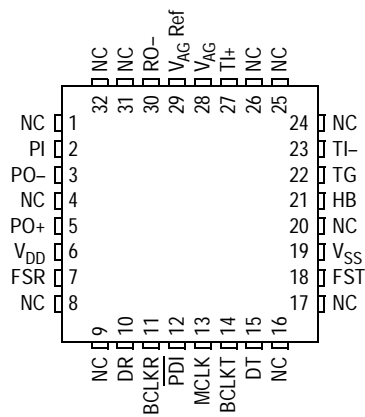 NC NC RO– VAG Ref VAG TI+ NC NC
32 31 30 29 28 27 26 25
NC 1 24 NC
PI 2 23 TI–
PO– 3 22 TG
NC 4 21 HB
PO+ 5 20 NC
VDD 6 19 VSS
FSR 7 18 FST
NC 8 17 NC
9 10 11 12 13 14 15 16
NC DR BCLKR PDI MCLK BCLKT DT NC